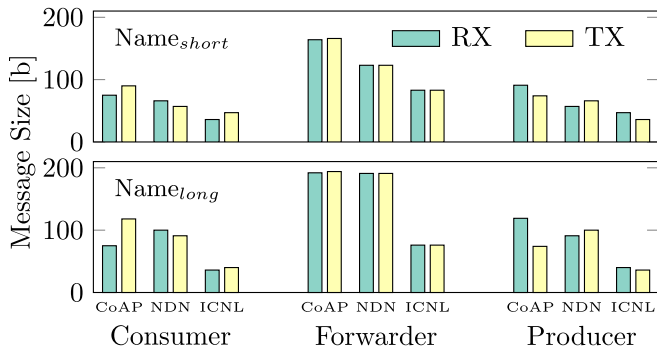 Message Size [b]
200
100
0
Name_short
RX TX
200
100
0
Name_long
CoAP NDN ICNL CoAP NDN ICNL CoAP NDN ICNL
Consumer Forwarder Producer